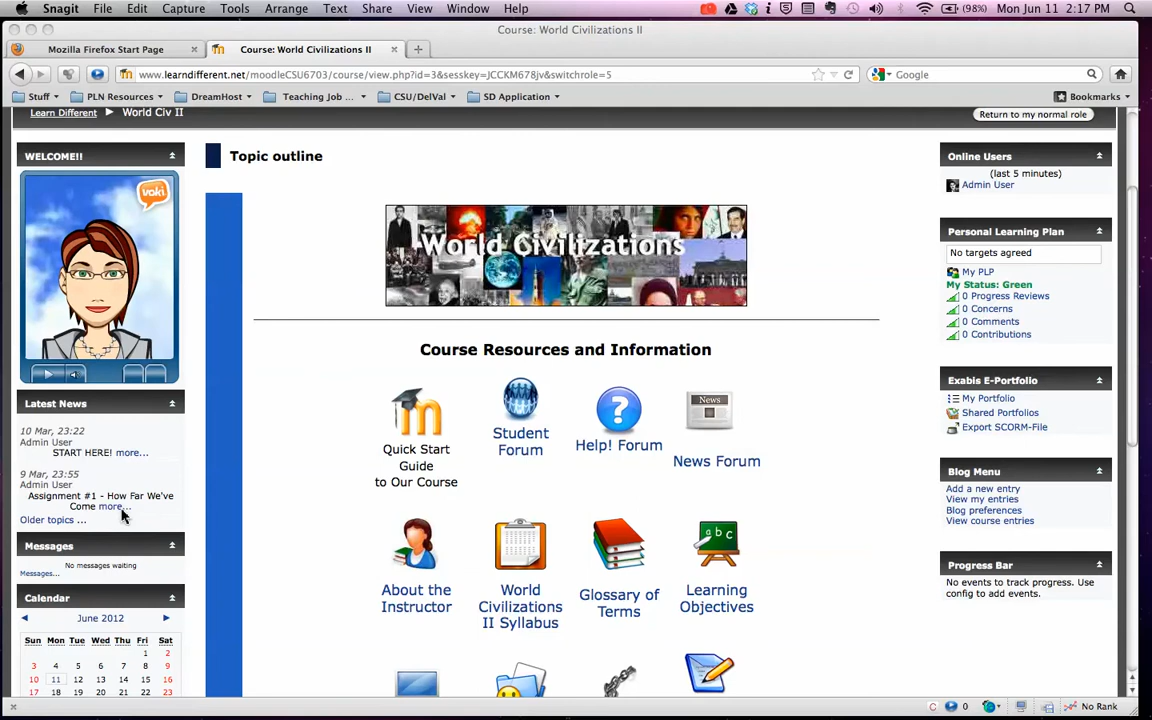 Snagit File Edit Capture Tools Arrange Text Share View Window Help (98%) Mon Jun 11 2:17 PM
Course: World Civilizations II
Mozilla Firefox Start Page × Course: World Civilizations II × +
www.learndifferent.net/moodleCSU6703/course/view.php?id=3&sesskey=JCCKM678jv&switchrole=5 Google
Stuff PLN Resources DreamHost Teaching Job ... CSU/DelVal SD Application Bookmarks
Learn Different ► World Civ II Return to my normal role
WELCOME!!
voki
Latest News
10 Mar, 23:22
Admin User
START HERE! more...
9 Mar, 23:55
Admin User
Assignment #1 - How Far We've
Come more...
Older topics ...
Messages
No messages waiting
Messages...
Calendar
June 2012
Sun Mon Tue Wed Thu Fri Sat
1 2
3 4 5 6 7 8 9
10 11 12 13 14 15 16
17 18 19 20 21 22 23
Topic outline
World Civilizations
Course Resources and Information
Quick Start
Guide
to Our Course
Student
Forum
Help! Forum
News
News Forum
About the
Instructor
World
Civilizations
II Syllabus
Glossary of
Terms
a b c
Learning
Objectives
Online Users
(last 5 minutes)
Admin User
Personal Learning Plan
No targets agreed
My PLP
My Status: Green
0 Progress Reviews
0 Concerns
0 Comments
0 Contributions
Exabis E-Portfolio
My Portfolio
Shared Portfolios
Export SCORM-File
Blog Menu
Add a new entry
View my entries
Blog preferences
View course entries
Progress Bar
No events to track progress. Use
config to add events.
0 No Rank